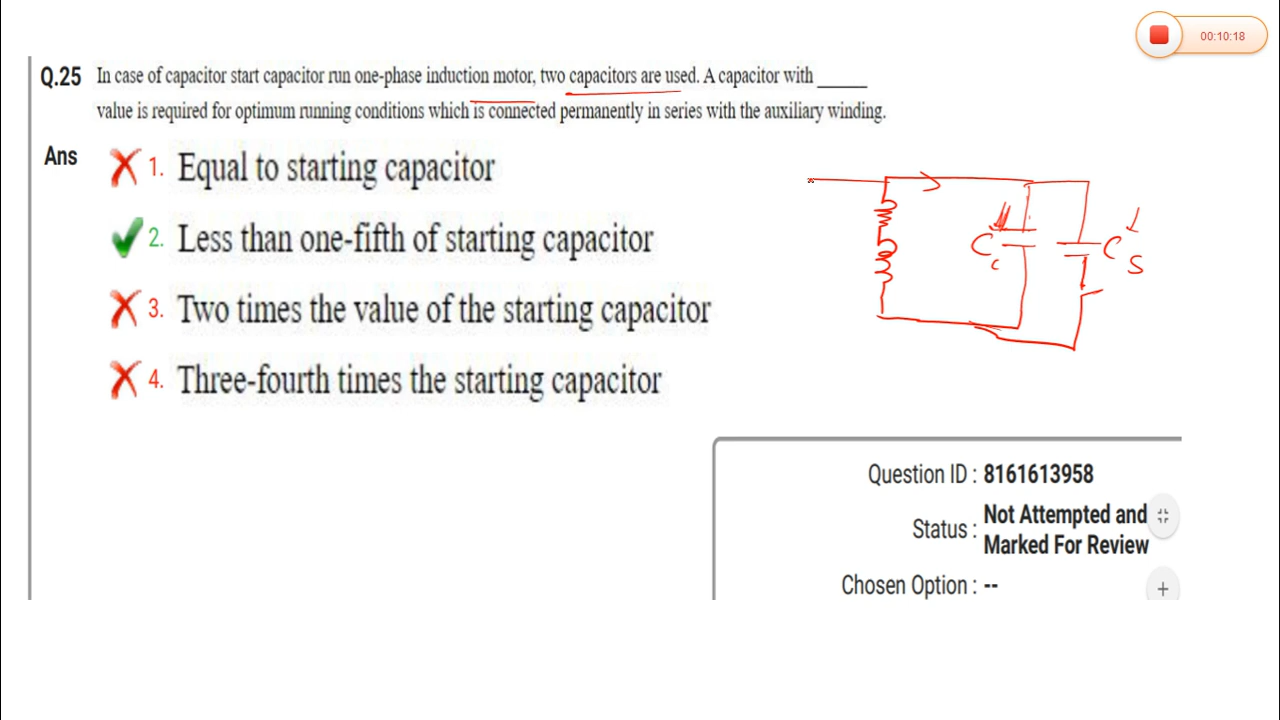 00:10:18
Q.25 In case of capacitor start capacitor run one-phase induction motor, two capacitors are used. A capacitor with _____
value is required for optimum running conditions which is connected permanently in series with the auxiliary winding.
Ans 1. Equal to starting capacitor
2. Less than one-fifth of starting capacitor
3. Two times the value of the starting capacitor
4. Three-fourth times the starting capacitor
Cc
Cs
Question ID : 8161613958
Status : Not Attempted and
Marked For Review
Chosen Option : --